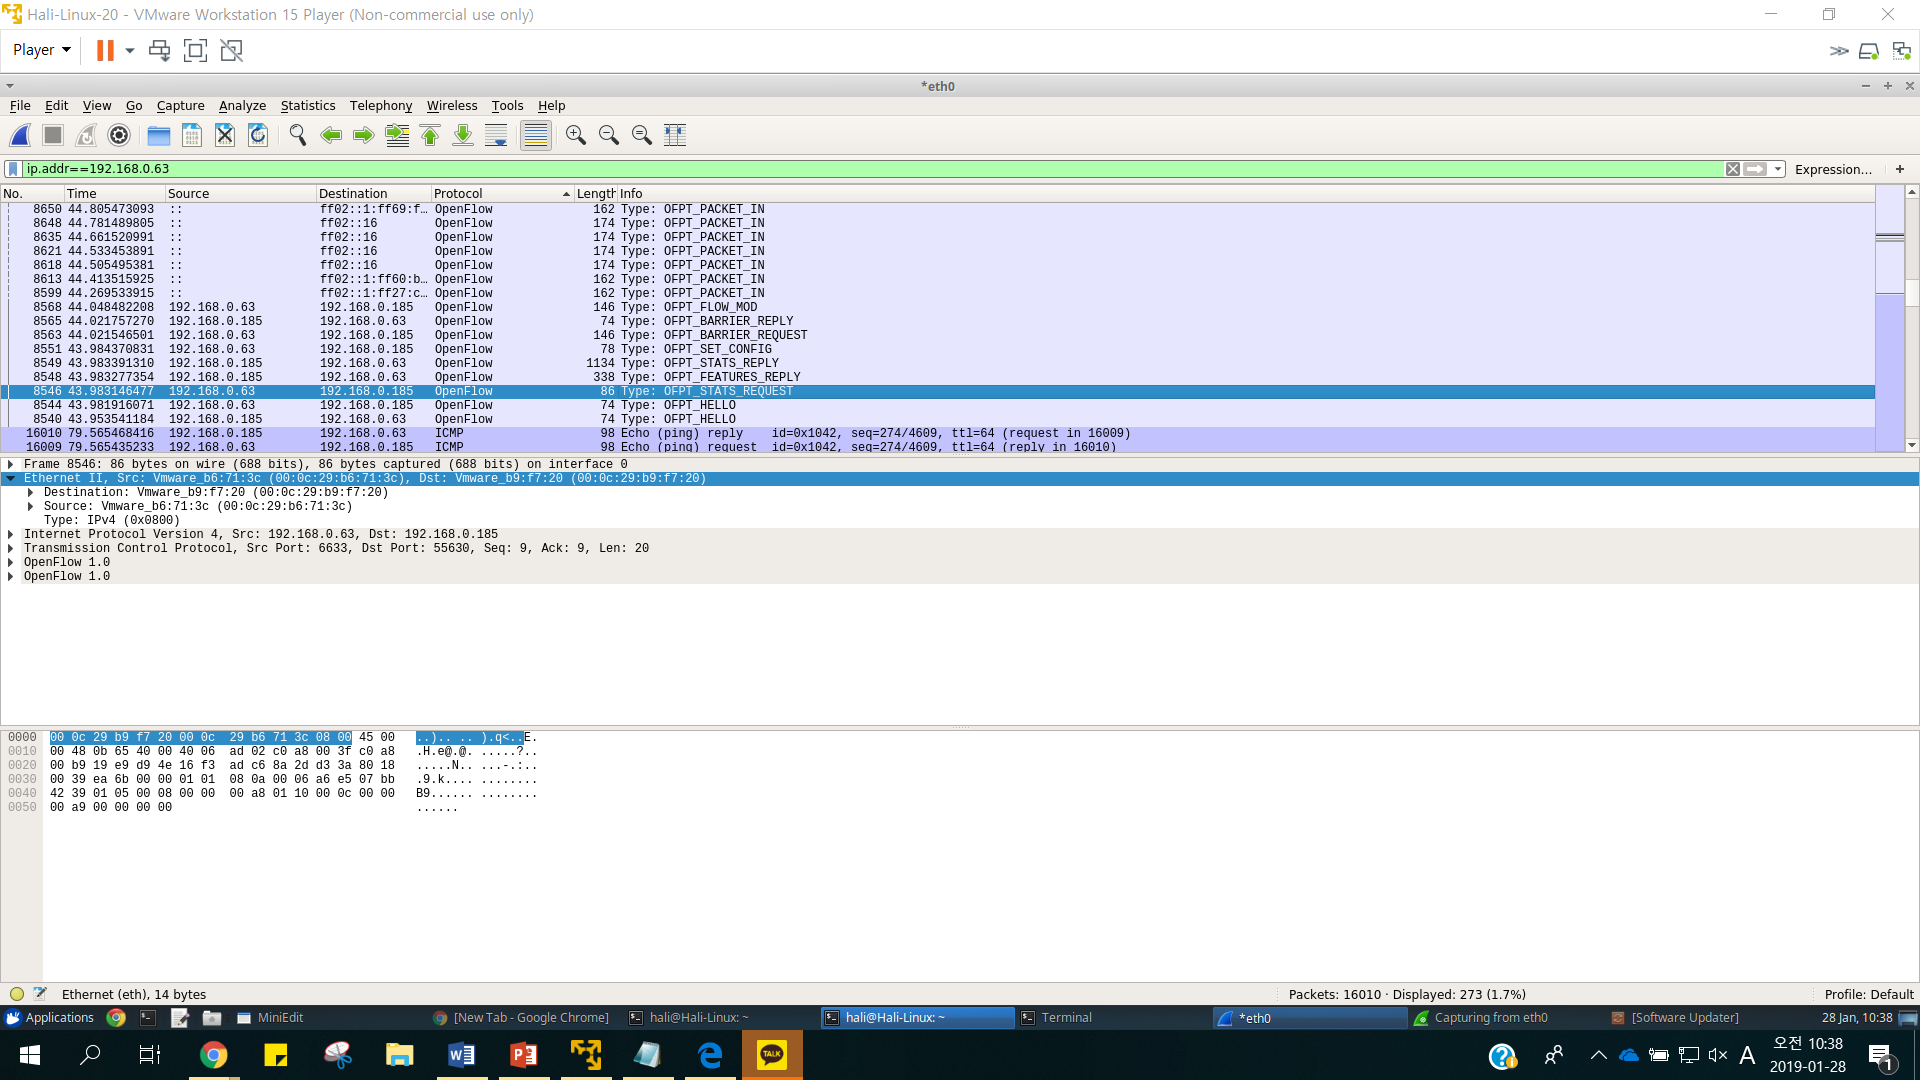 Hali-Linux-20 - VMware Workstation 15 Player (Non-commercial use only)
Player
*eth0
File Edit View Go Capture Analyze Statistics Telephony Wireless Tools Help
ip.addr==192.168.0.63 Expression... +
No. Time Source Destination Protocol Length Info
8650 44.805473093 :: ff02::1:ff69:f... OpenFlow 162 Type: OFPT_PACKET_IN
8648 44.781489805 :: ff02::16 OpenFlow 174 Type: OFPT_PACKET_IN
8635 44.661520991 :: ff02::16 OpenFlow 174 Type: OFPT_PACKET_IN
8621 44.533453891 :: ff02::16 OpenFlow 174 Type: OFPT_PACKET_IN
8618 44.505495381 :: ff02::16 OpenFlow 174 Type: OFPT_PACKET_IN
8613 44.413515925 :: ff02::1:ff60:b... OpenFlow 162 Type: OFPT_PACKET_IN
8599 44.269533915 :: ff02::1:ff27:c... OpenFlow 162 Type: OFPT_PACKET_IN
8568 44.048482208 192.168.0.63 192.168.0.185 OpenFlow 146 Type: OFPT_FLOW_MOD
8565 44.021757270 192.168.0.185 192.168.0.63 OpenFlow 74 Type: OFPT_BARRIER_REPLY
8563 44.021546501 192.168.0.63 192.168.0.185 OpenFlow 146 Type: OFPT_BARRIER_REQUEST
8551 43.984370831 192.168.0.63 192.168.0.185 OpenFlow 78 Type: OFPT_SET_CONFIG
8549 43.983391310 192.168.0.185 192.168.0.63 OpenFlow 1134 Type: OFPT_STATS_REPLY
8548 43.983277354 192.168.0.185 192.168.0.63 OpenFlow 338 Type: OFPT_FEATURES_REPLY
8546 43.983146477 192.168.0.63 192.168.0.185 OpenFlow 86 Type: OFPT_STATS_REQUEST
8544 43.981916071 192.168.0.63 192.168.0.185 OpenFlow 74 Type: OFPT_HELLO
8540 43.953541184 192.168.0.185 192.168.0.63 OpenFlow 74 Type: OFPT_HELLO
16010 79.565468416 192.168.0.185 192.168.0.63 ICMP 98 Echo (ping) reply id=0x1042, seq=274/4609, ttl=64 (request in 16009)
16009 79.565435233 192.168.0.63 192.168.0.185 ICMP 98 Echo (ping) request id=0x1042, seq=274/4609, ttl=64 (reply in 16010)
Frame 8546: 86 bytes on wire (688 bits), 86 bytes captured (688 bits) on interface 0
Ethernet II, Src: Vmware_b6:71:3c (00:0c:29:b6:71:3c), Dst: Vmware_b9:f7:20 (00:0c:29:b9:f7:20)
Destination: Vmware_b9:f7:20 (00:0c:29:b9:f7:20)
Source: Vmware_b6:71:3c (00:0c:29:b6:71:3c)
Type: IPv4 (0x0800)
Internet Protocol Version 4, Src: 192.168.0.63, Dst: 192.168.0.185
Transmission Control Protocol, Src Port: 6633, Dst Port: 55630, Seq: 9, Ack: 9, Len: 20
OpenFlow 1.0
OpenFlow 1.0
0000 00 0c 29 b9 f7 20 00 0c 29 b6 71 3c 08 00 45 00 ..).. .. ).q<..E.
0010 00 48 0b 65 40 00 40 06 ad 02 c0 a8 00 3f c0 a8 .H.e@.@. .....?..
0020 00 b9 19 e9 d9 4e 16 f3 ad c6 8a 2d d3 3a 80 18 .....N.. ...-.:..
0030 00 39 ea 6b 00 00 01 01 08 0a 00 06 a6 e5 07 bb .9.k.... ........
0040 42 39 01 05 00 08 00 00 00 a8 01 10 00 0c 00 00 B9...... ........
0050 00 a9 00 00 00 00 ......
Ethernet (eth), 14 bytes Packets: 16010 · Displayed: 273 (1.7%) Profile: Default
Applications MiniEdit [New Tab - Google Chrome] hali@Hali-Linux: ~ hali@Hali-Linux: ~ Terminal *eth0 Capturing from eth0 [Software Updater] 28 Jan, 10:38
TALK A 오전 10:38
2019-01-28 1